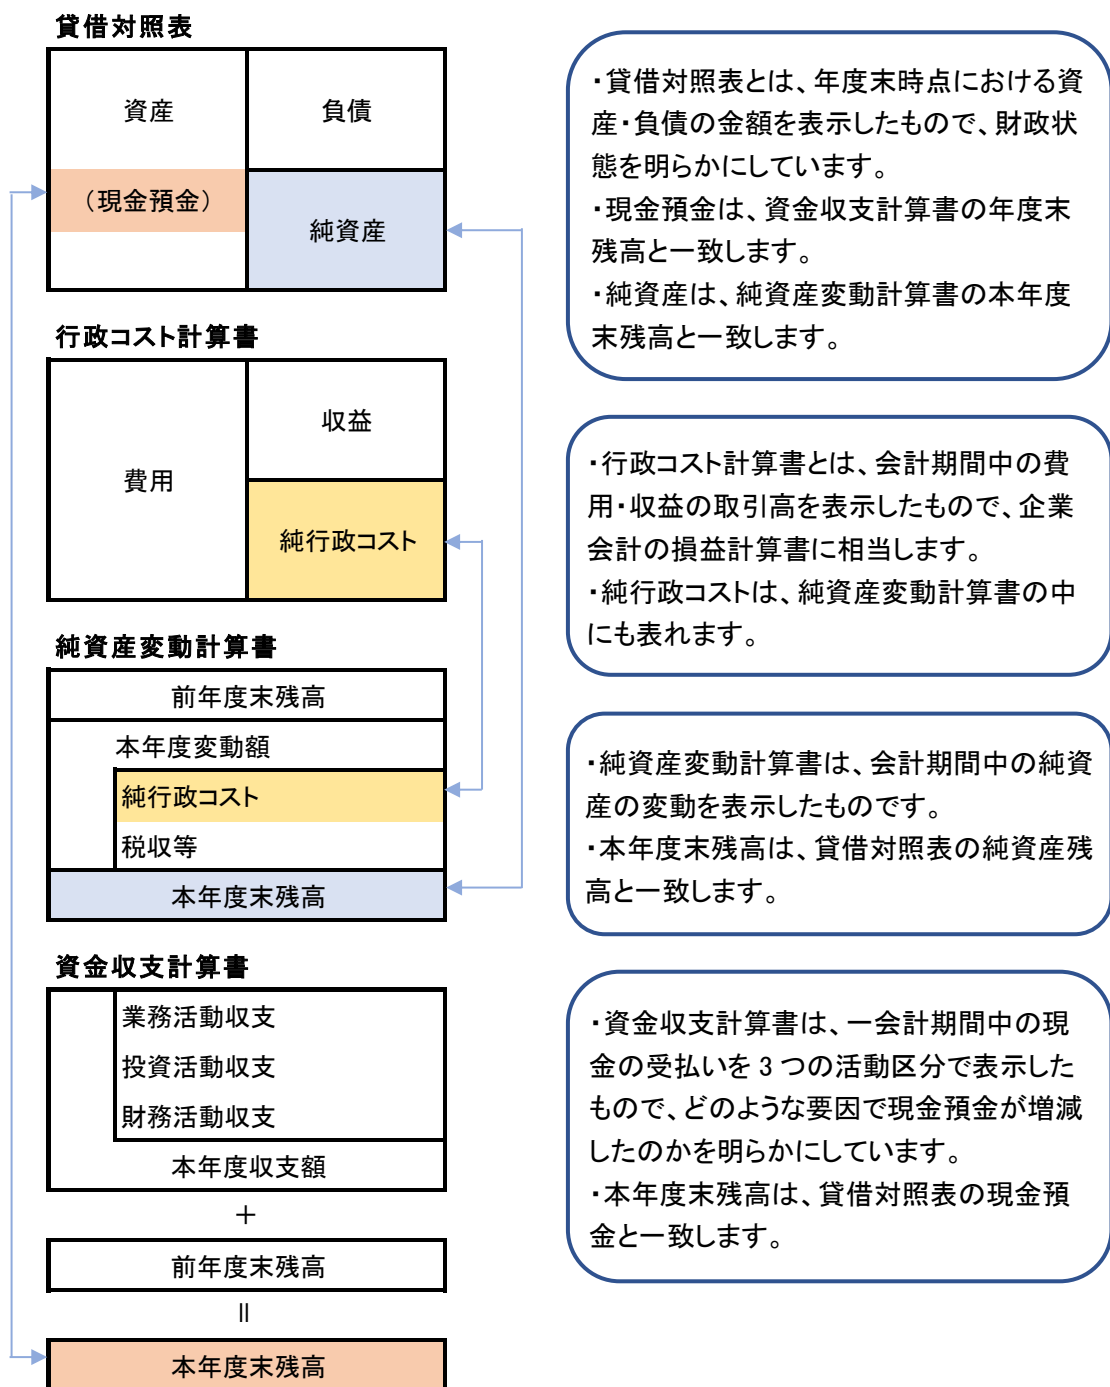 貸借対照表
資産
負債
（現金預金）
純資産
・貸借対照表とは、年度末時点における資
産・負債の金額を表示したもので、財政状
態を明らかにしています。
・現金預金は、資金収支計算書の年度末
残高と一致します。
・純資産は、純資産変動計算書の本年度
末残高と一致します。
行政コスト計算書
費用
収益
純行政コスト
・行政コスト計算書とは、会計期間中の費
用・収益の取引高を表示したもので、企業
会計の損益計算書に相当します。
・純行政コストは、純資産変動計算書の中
にも表れます。
純資産変動計算書
前年度末残高
本年度変動額
純行政コスト
税収等
本年度末残高
・純資産変動計算書は、会計期間中の純資
産の変動を表示したものです。
・本年度末残高は、貸借対照表の純資産残
高と一致します。
資金収支計算書
業務活動収支
投資活動収支
財務活動収支
本年度収支額
＋
前年度末残高
＝
本年度末残高
・資金収支計算書は、一会計期間中の現
金の受払いを 3 つの活動区分で表示した
もので、どのような要因で現金預金が増減
したのかを明らかにしています。
・本年度末残高は、貸借対照表の現金預
金と一致します。